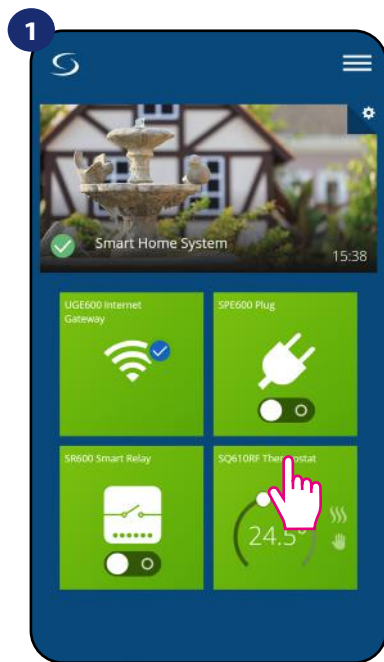 1
Smart Home System
15:38
UGE600 Internet
Gateway
SPE600 Plug
SR600 Smart Relay
SQ610RF Thermostat
24.5°